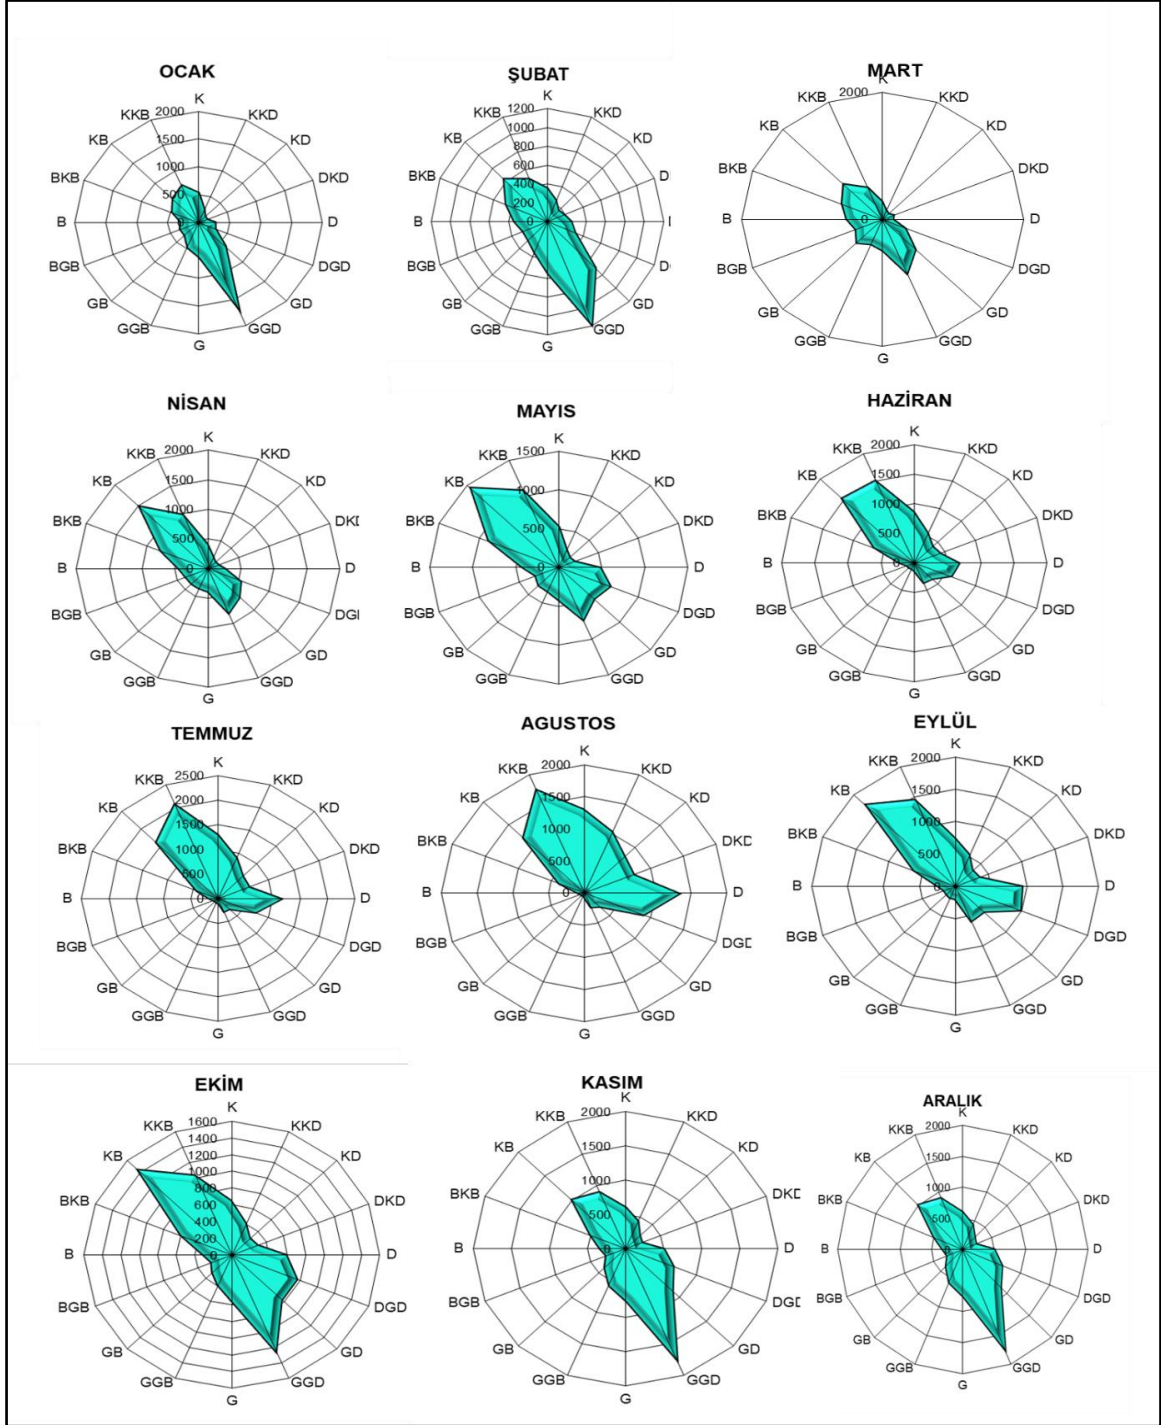 OCAK
K
2000
KKB
KKD
KB
1500
KD
1000
BKB
DKD
500
B
0
D
BGB
DGD
GB
GD
GGB
GGD
G
ŞUBAT
K
1200
KKB
KKD
1000
KB
KD
800
600
BKB
D
400
200
B
0
D
GB
GD
BGB
GGB
GGD
G
MART
K
2000
KKB
KKD
KB
KD
BKB
DKD
B
0
D
BGB
DGD
GB
GD
GGB
GGD
G
NİSAN
K
2000
KKB
KKD
KB
1500
KD
1000
BKB
500
B
0
D
BGB
GB
GD
GGB
GGD
G
MAYIS
K
1500
KKB
KKD
KB
KD
1000
BKB
DKD
500
B
0
D
BGB
DGD
GB
GD
GGB
GGD
HAZİRAN
K
2000
KKB
KKD
KB
1500
KD
1000
BKB
DKD
500
B
0
D
BGB
DGD
GB
GD
GGB
GGD
G
TEMMUZ
K
2500
KKB
KKD
2000
KB
KD
1500
1000
BKB
DKD
500
B
0
D
BGB
DGD
GB
GD
GGB
GGD
G
AGUSTOS
K
2000
KKB
KKD
KB
1500
KD
1000
BKB
DKD
500
B
0
D
BGB
DGD
GB
GD
GGB
GGD
G
EYLÜL
K
2000
KKB
KKD
KB
1500
KD
1000
BKB
DKD
500
B
0
D
BGB
DGD
GB
GD
GGB
GGD
G
EKİM
K
1600
KKB
KKD
1400
KB
1200
KD
1000
800
BKB
DKD
600
400
200
B
0
D
BGB
DGD
GB
GD
GGB
GGD
G
KASIM
K
2000
KKB
KKD
KB
1500
KD
1000
BKB
DKD
500
B
0
D
BGB
DGD
GB
GD
GGB
GGD
G
ARALIK
K
2000
KKB
KKD
KB
1500
KD
1000
BKB
DKD
500
B
0
D
BGB
DGD
GB
GD
GGB
GGD
G